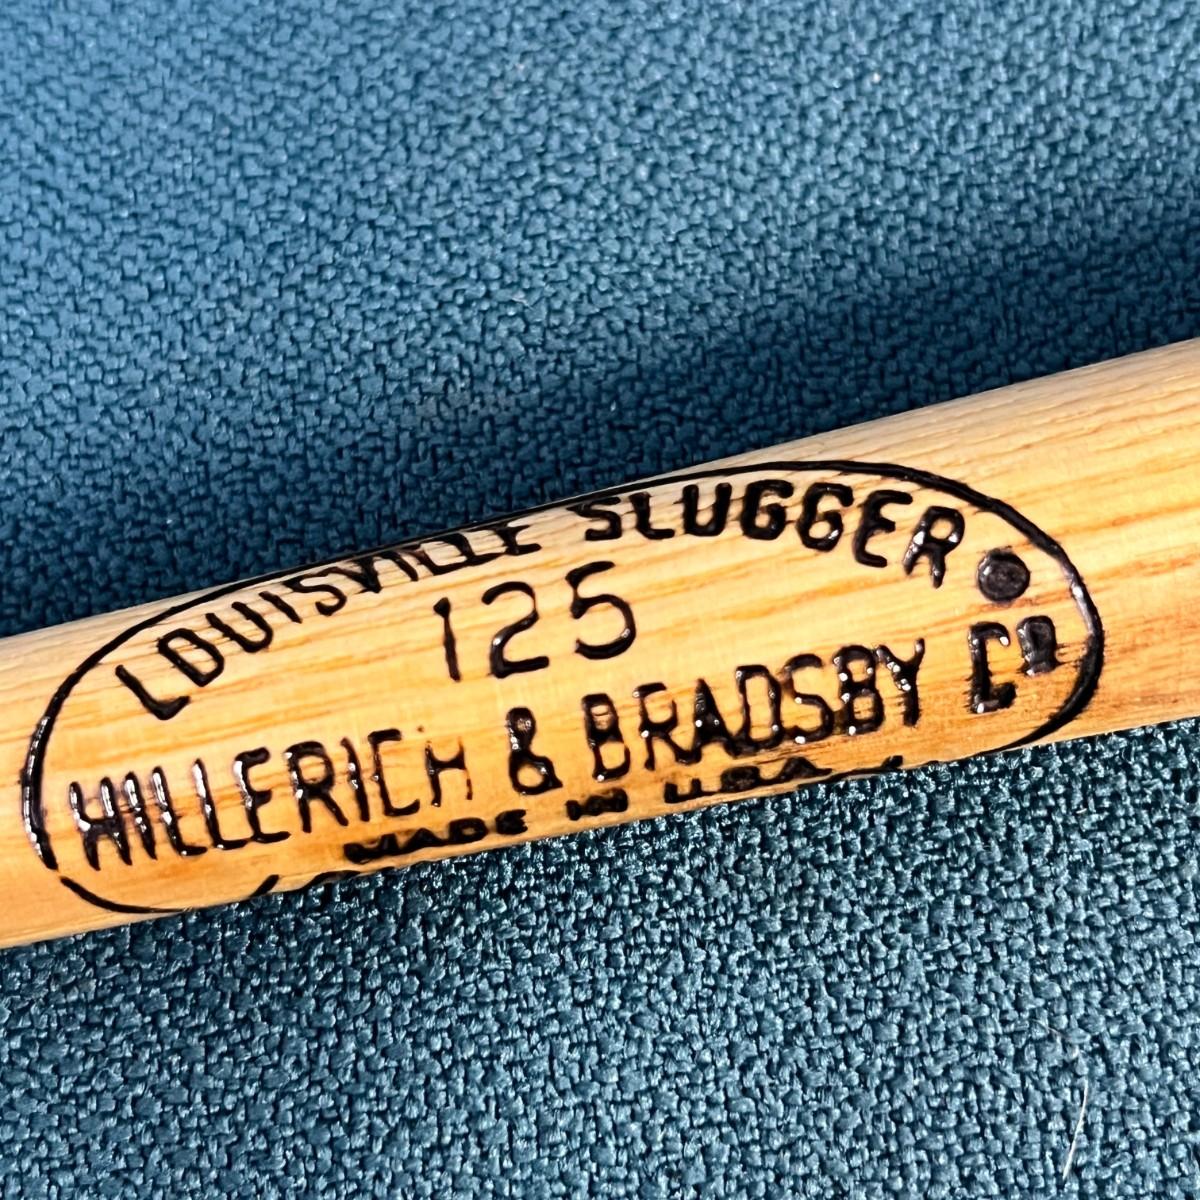 LOUISVILLE SLUGGER
125
HILLERICH & BRADSBY Co
MADE IN U.S.A.